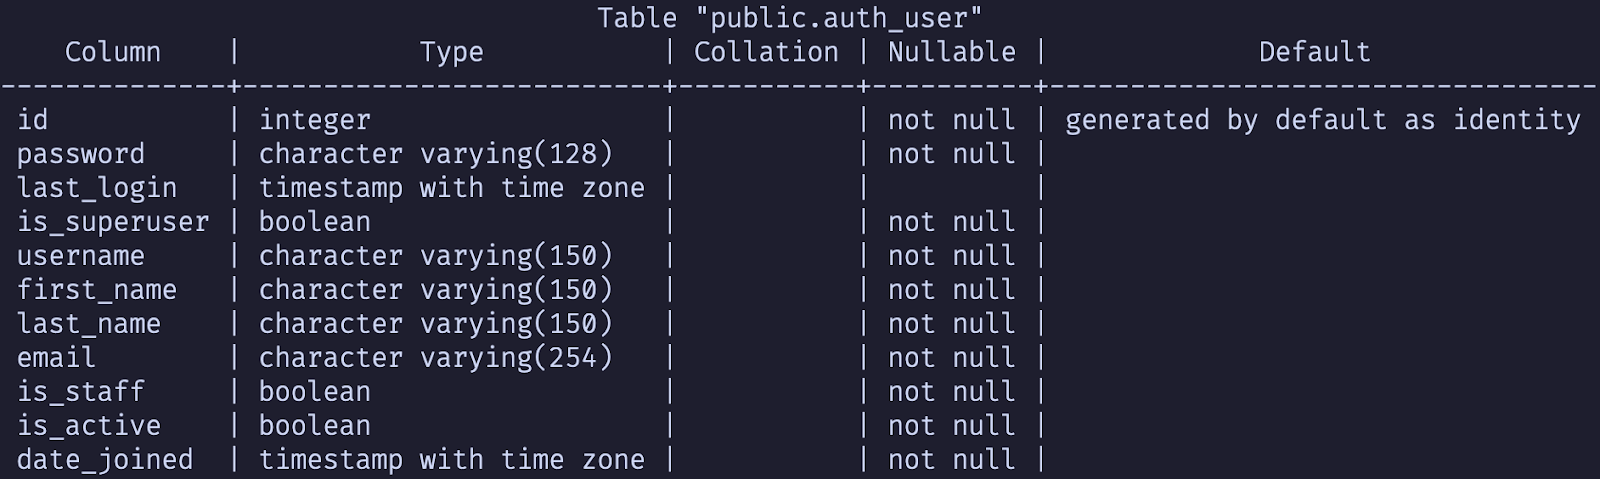 Table "public.auth_user"
Column | Type | Collation | Nullable | Default
--------------+--------------------------+-----------+----------+----------------------------------
id | integer | | not null | generated by default as identity
password | character varying(128) | | not null |
last_login | timestamp with time zone | | |
is_superuser | boolean | | not null |
username | character varying(150) | | not null |
first_name | character varying(150) | | not null |
last_name | character varying(150) | | not null |
email | character varying(254) | | not null |
is_staff | boolean | | not null |
is_active | boolean | | not null |
date_joined | timestamp with time zone | | not null |